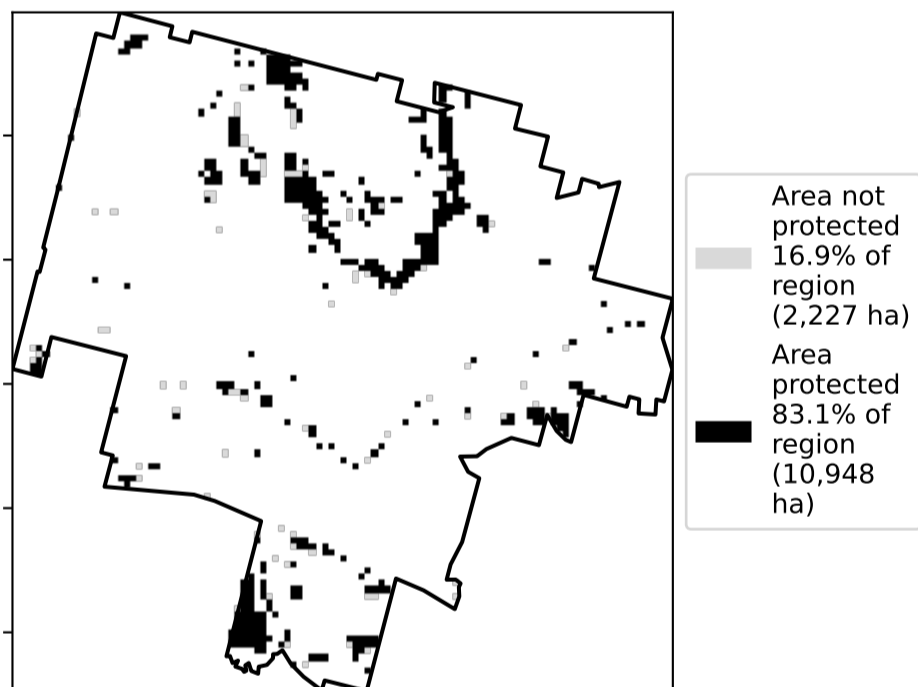 Area not
protected
16.9% of
region
(2,227 ha)
Area
protected
83.1% of
region
(10,948
ha)